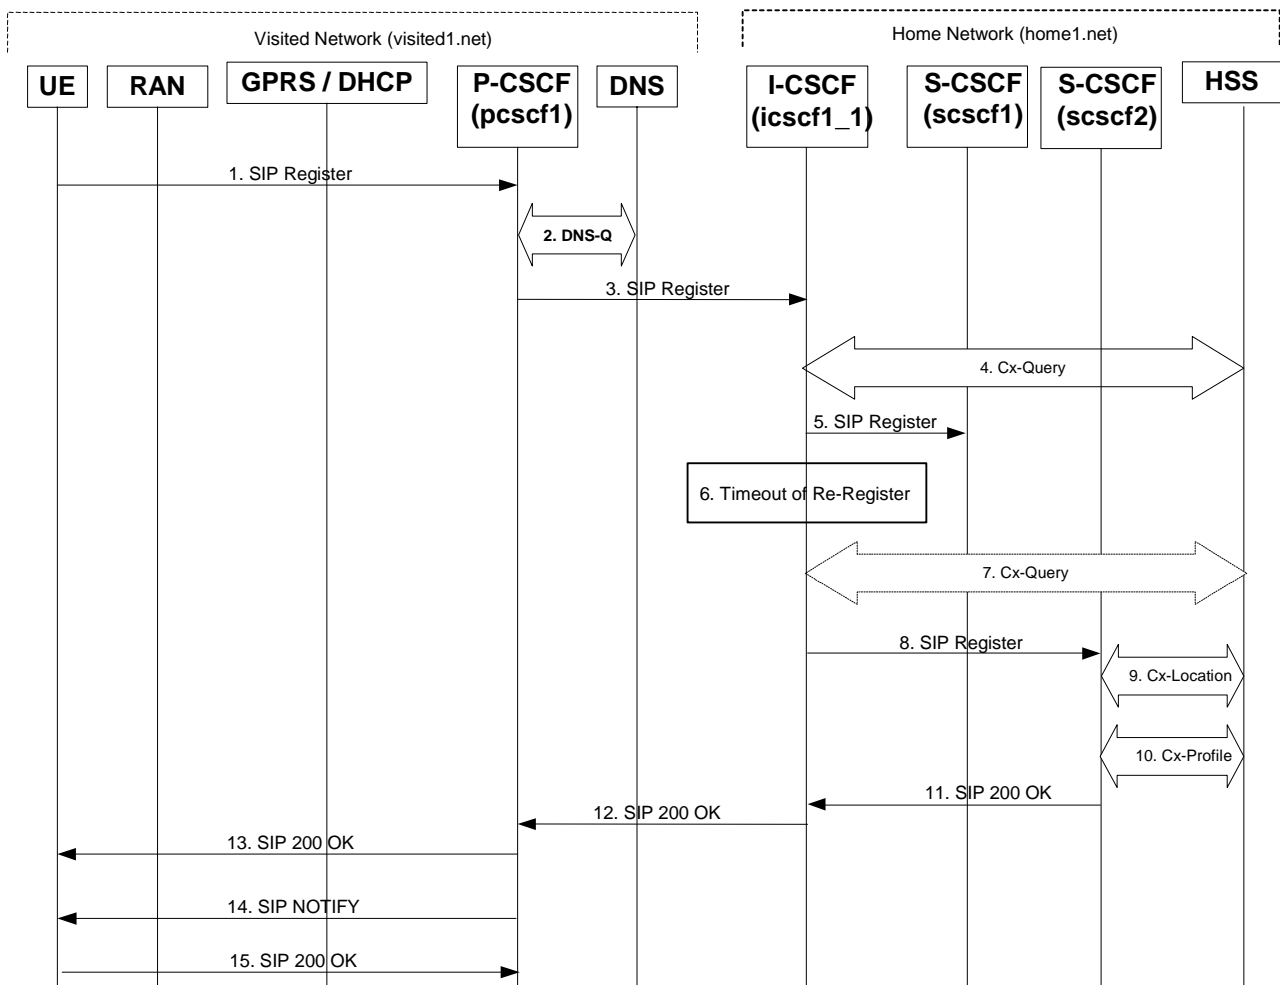 Visited Network (visited1.net)
Home Network (home1.net)
UE
RAN
GPRS / DHCP
P-CSCF
(pcscf1)
DNS
I-CSCF
(icscf1_1)
S-CSCF
(scscf1)
S-CSCF
(scscf2)
HSS
1. SIP Register
2. DNS-Q
3. SIP Register
4. Cx-Query
5. SIP Register
6. Timeout of Re-Register
7. Cx-Query
8. SIP Register
9. Cx-Location
10. Cx-Profile
11. SIP 200 OK
12. SIP 200 OK
13. SIP 200 OK
14. SIP NOTIFY
15. SIP 200 OK